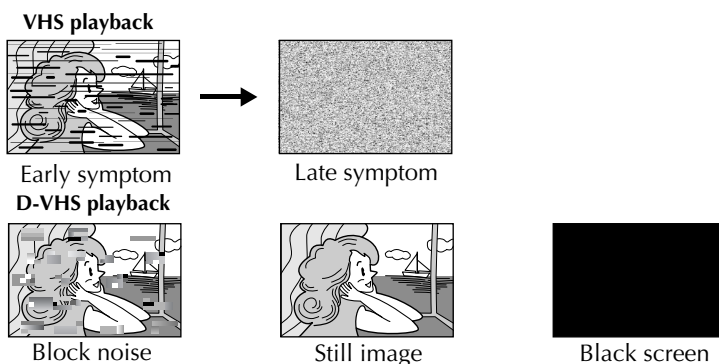 VHS playback
Early symptom
Late symptom
D-VHS playback
Block noise
Still image
Black screen